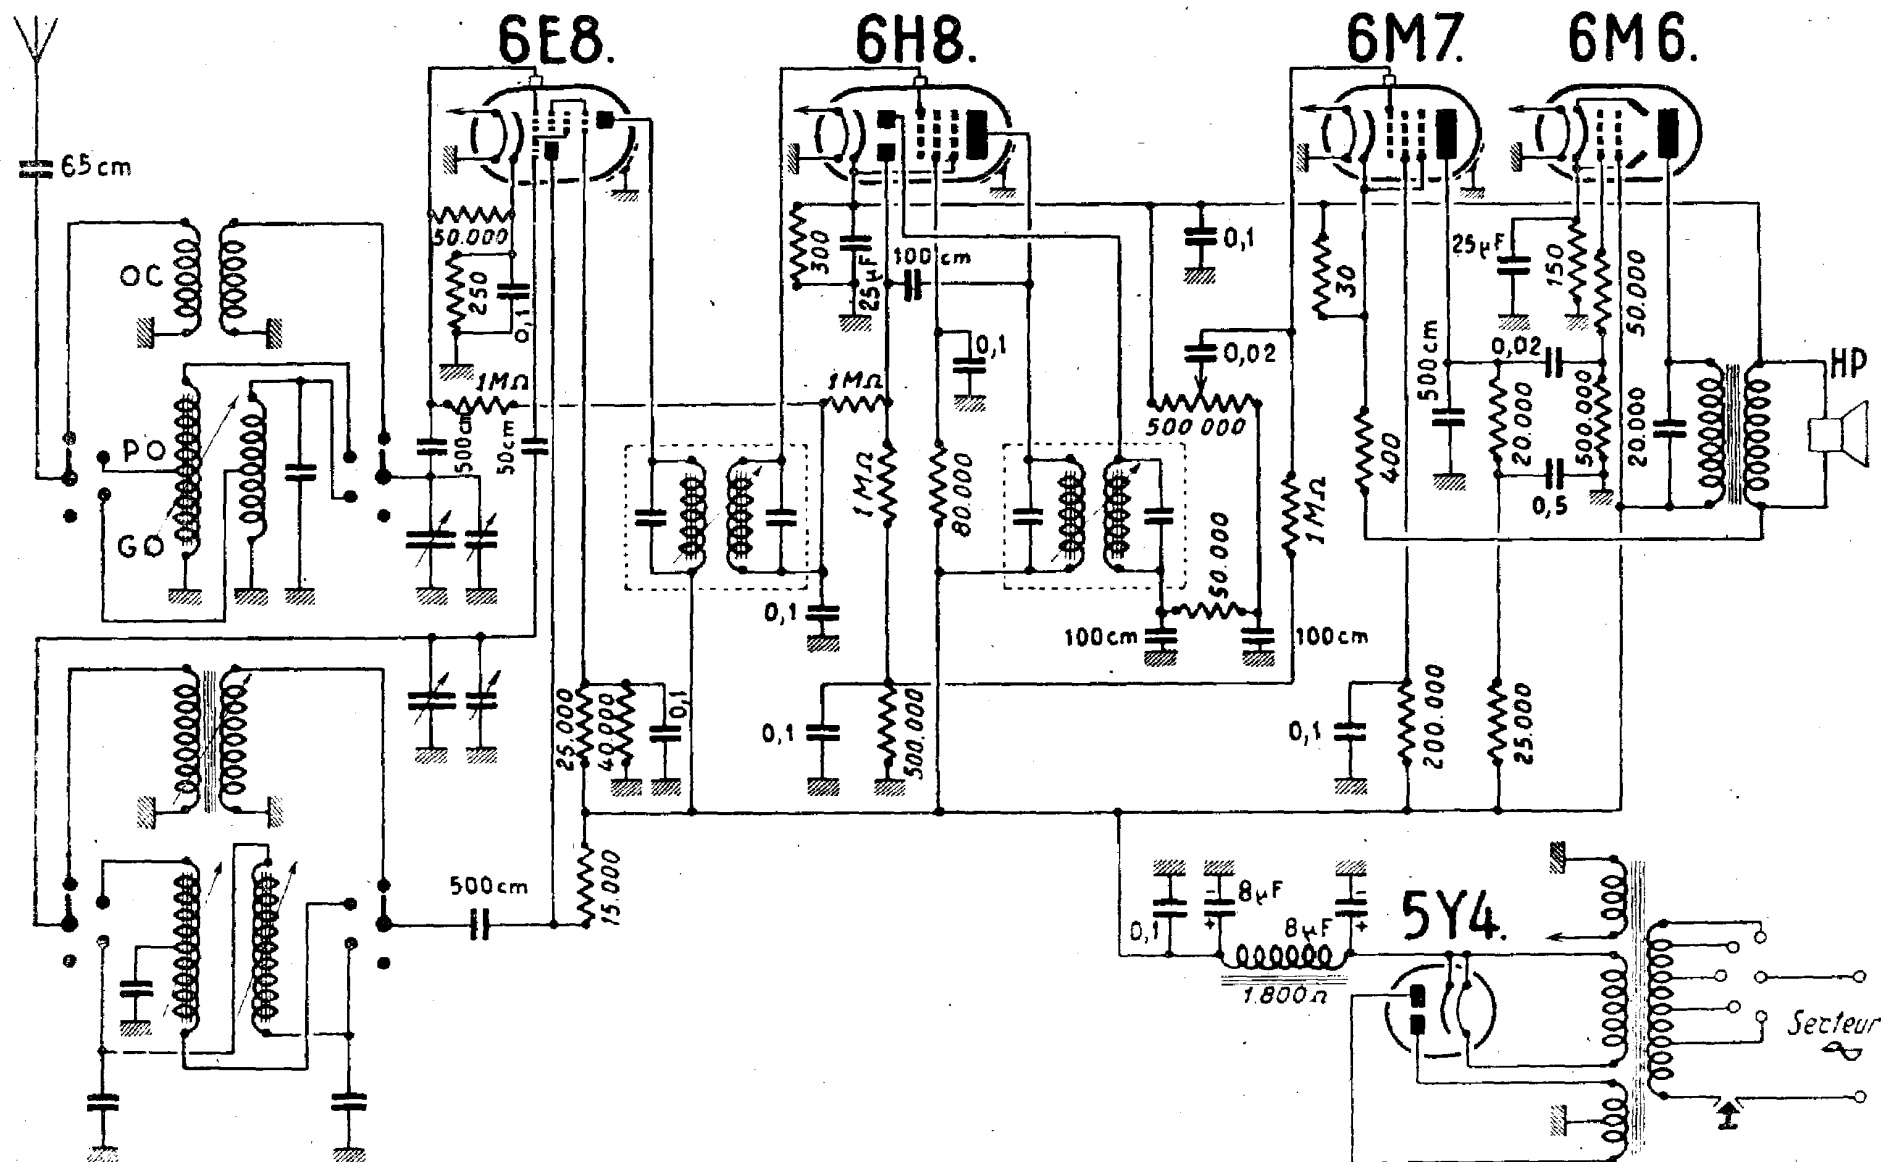 6E8.
6H8.
6M7.
6M6.
65cm
OC
PO
GO
50.000
250
0,1
1MΩ
500cm
50cm
300
25µF
100cm
0,1
0,1
0,02
30
25µF
150
50.000
500cm
0,02
HP
1MΩ
1MΩ
80.000
500 000
50.000
1MΩ
400
20.000
500.000
0,5
20.000
0,1
100cm
100cm
25.000
40.000
0,1
0,1
500.000
0,1
200.000
25.000
15.000
500cm
0,1
8µF
8µF
- +
- +
1.800Ω
5Y4.
Secteur